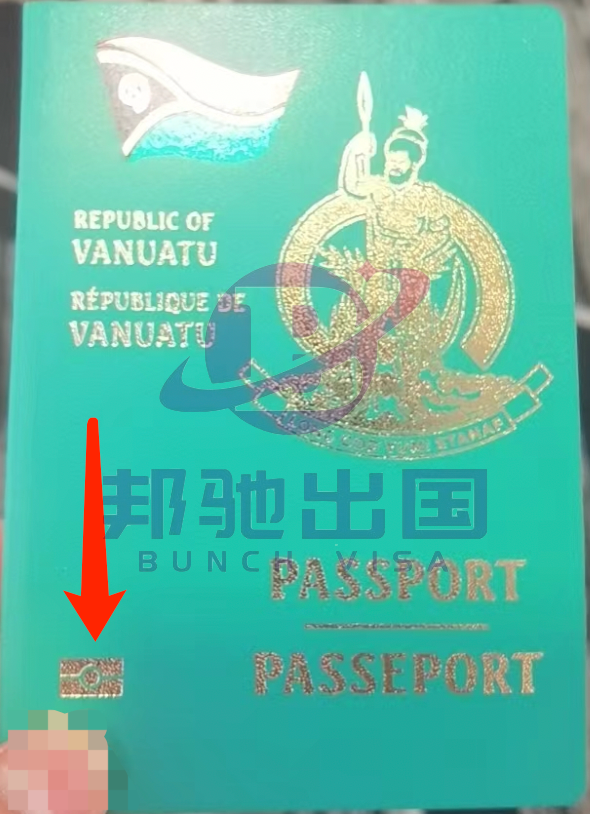 REPUBLIC OF
VANUATU
RÉPUBLIQUE DE
VANUATU
邦驰出国
BUNCH VISA
PASSPORT
PASSEPORT